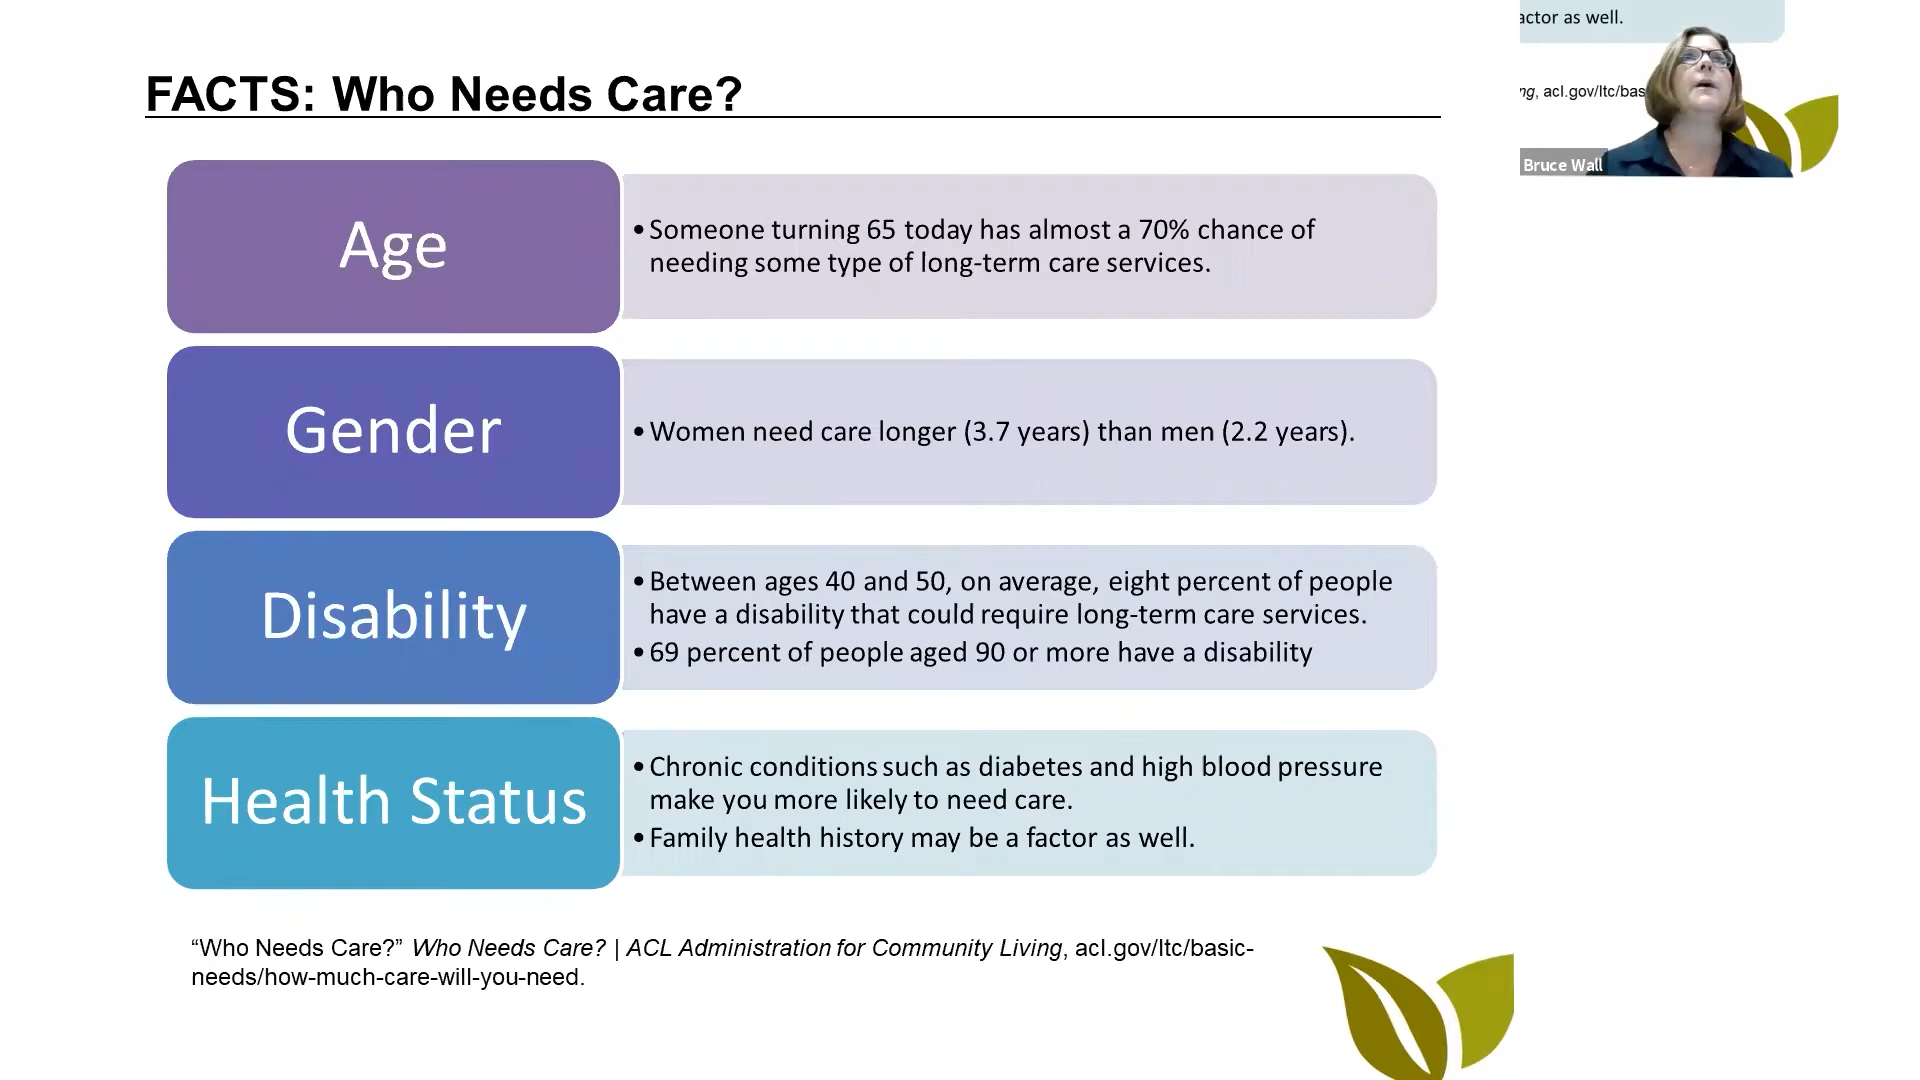 FACTS: Who Needs Care?
Age
• Someone turning 65 today has almost a 70% chance of
needing some type of long-term care services.
Gender
• Women need care longer (3.7 years) than men (2.2 years).
Disability
• Between ages 40 and 50, on average, eight percent of people
have a disability that could require long-term care services.
• 69 percent of people aged 90 or more have a disability
Health Status
• Chronic conditions such as diabetes and high blood pressure
make you more likely to need care.
• Family health history may be a factor as well.
“Who Needs Care?” Who Needs Care? | ACL Administration for Community Living, acl.gov/ltc/basic-
needs/how-much-care-will-you-need.
actor as well.
ng, acl.gov/ltc/bas
Bruce Wall